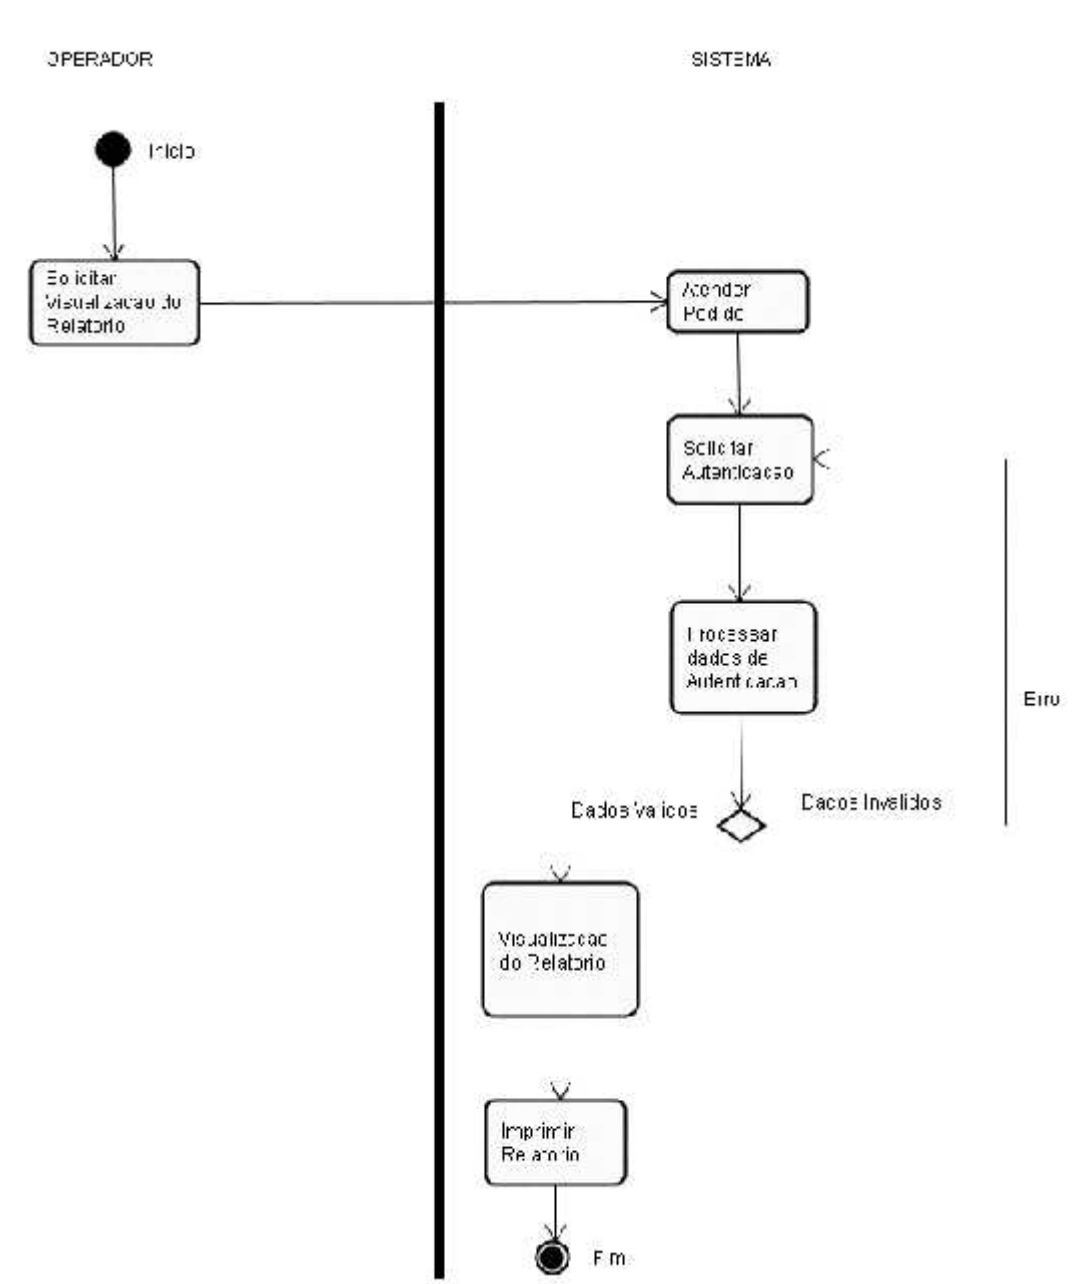 OPERADOR
SISTEMA
Inicio
Solicitar
Visualizacao do
Relatorio
Atender
Pedido
Solicitar
Autenticacao
Processar
dados de
Autenticacao
Erro
Dados Validos
Dados Invalidos
Visualizacao
do Relatorio
Imprimir
Relatorio
Fim